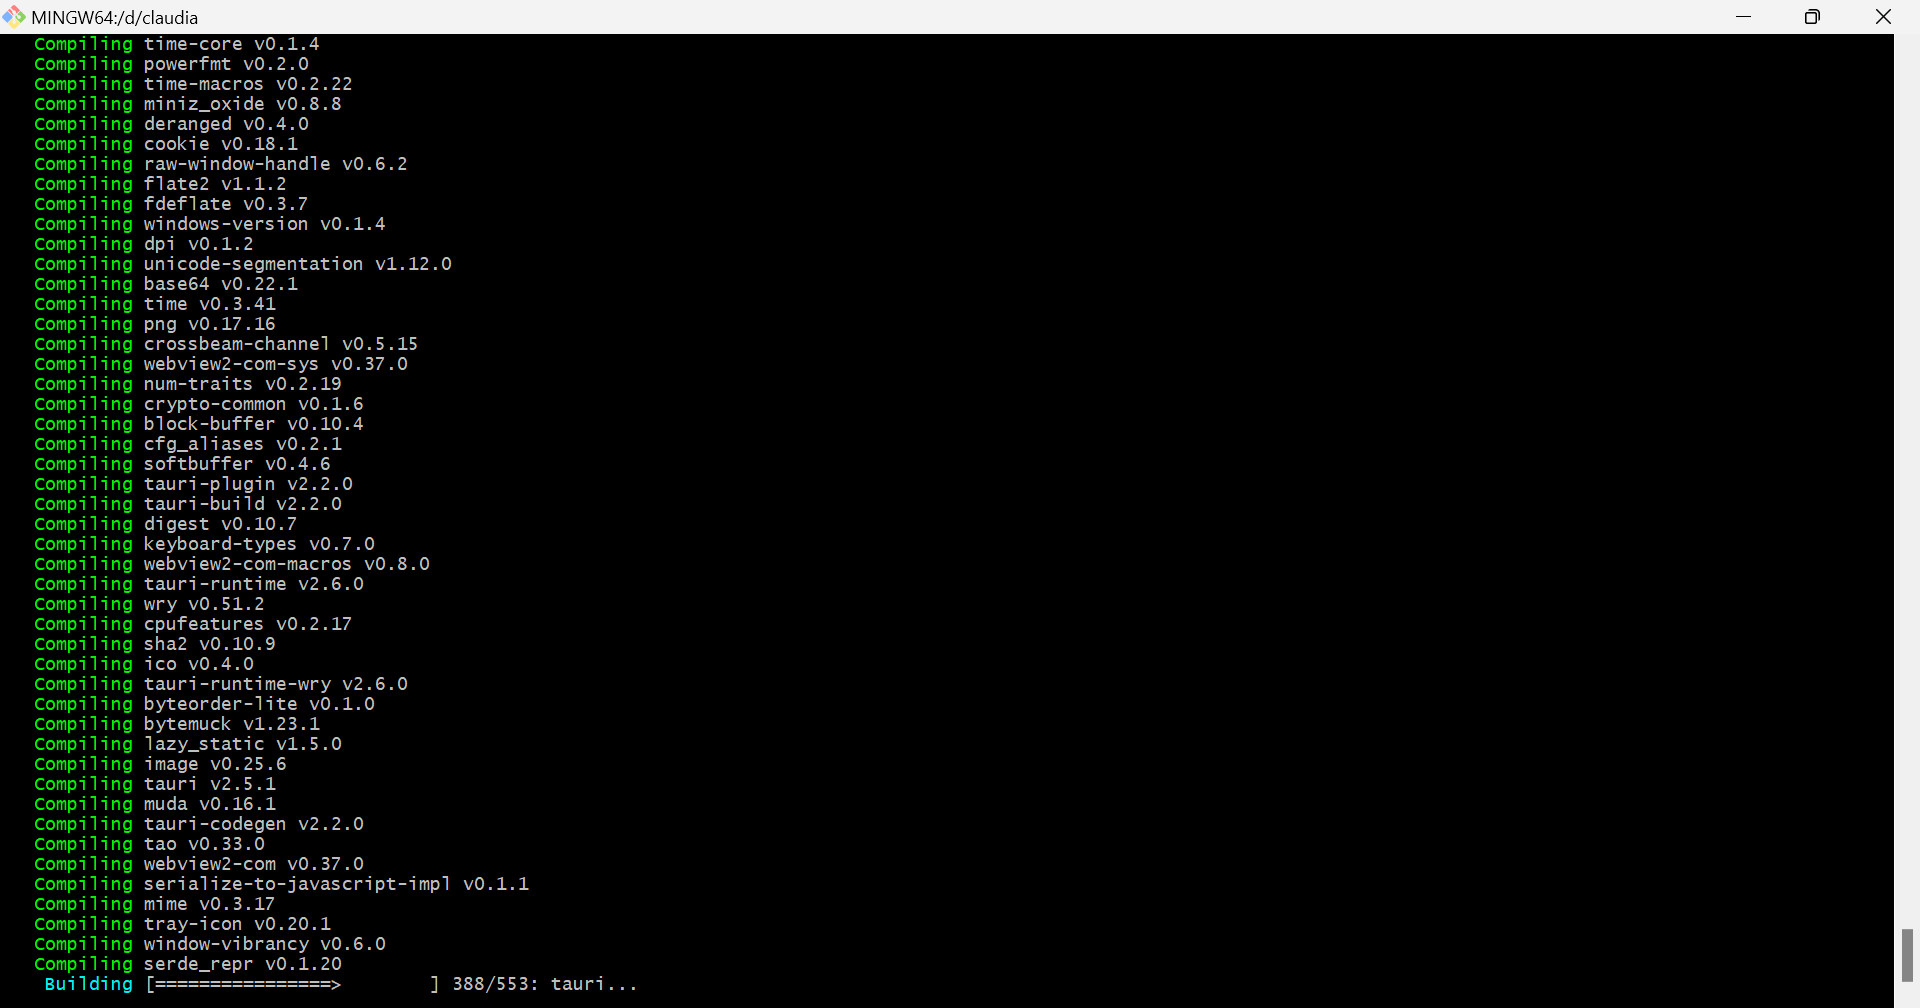 MINGW64:/d/claudia
Compiling time-core v0.1.4
Compiling powerfmt v0.2.0
Compiling time-macros v0.2.22
Compiling miniz_oxide v0.8.8
Compiling deranged v0.4.0
Compiling cookie v0.18.1
Compiling raw-window-handle v0.6.2
Compiling flate2 v1.1.2
Compiling fdeflate v0.3.7
Compiling windows-version v0.1.4
Compiling dpi v0.1.2
Compiling unicode-segmentation v1.12.0
Compiling base64 v0.22.1
Compiling time v0.3.41
Compiling png v0.17.16
Compiling crossbeam-channel v0.5.15
Compiling webview2-com-sys v0.37.0
Compiling num-traits v0.2.19
Compiling crypto-common v0.1.6
Compiling block-buffer v0.10.4
Compiling cfg_aliases v0.2.1
Compiling softbuffer v0.4.6
Compiling tauri-plugin v2.2.0
Compiling tauri-build v2.2.0
Compiling digest v0.10.7
Compiling keyboard-types v0.7.0
Compiling webview2-com-macros v0.8.0
Compiling tauri-runtime v2.6.0
Compiling wry v0.51.2
Compiling cpufeatures v0.2.17
Compiling sha2 v0.10.9
Compiling ico v0.4.0
Compiling tauri-runtime-wry v2.6.0
Compiling byteorder-lite v0.1.0
Compiling bytemuck v1.23.1
Compiling lazy_static v1.5.0
Compiling image v0.25.6
Compiling tauri v2.5.1
Compiling muda v0.16.1
Compiling tauri-codegen v2.2.0
Compiling tao v0.33.0
Compiling webview2-com v0.37.0
Compiling serialize-to-javascript-impl v0.1.1
Compiling mime v0.3.17
Compiling tray-icon v0.20.1
Compiling window-vibrancy v0.6.0
Compiling serde_repr v0.1.20
Building [================>        ] 388/553: tauri...